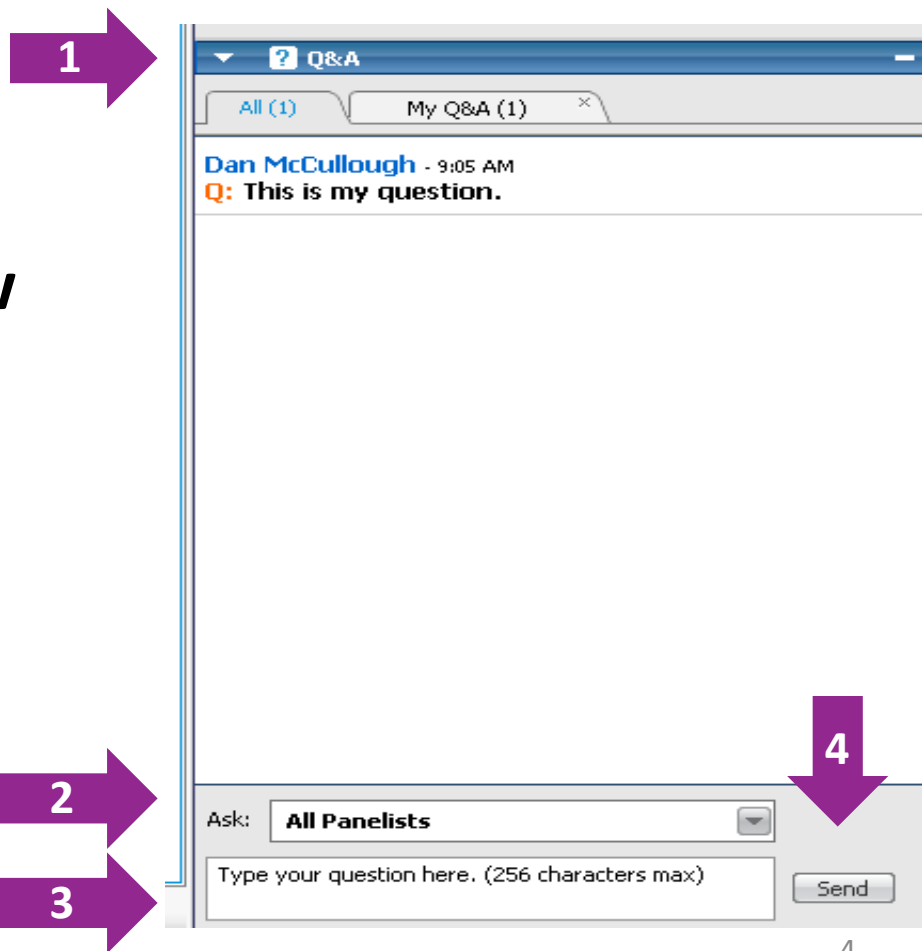 1
? Q&A
All (1) My Q&A (1)
Dan McCullough - 9:05 AM
Q: This is my question.
4
2
Ask: All Panelists
3
Type your question here. (256 characters max)
Send
4